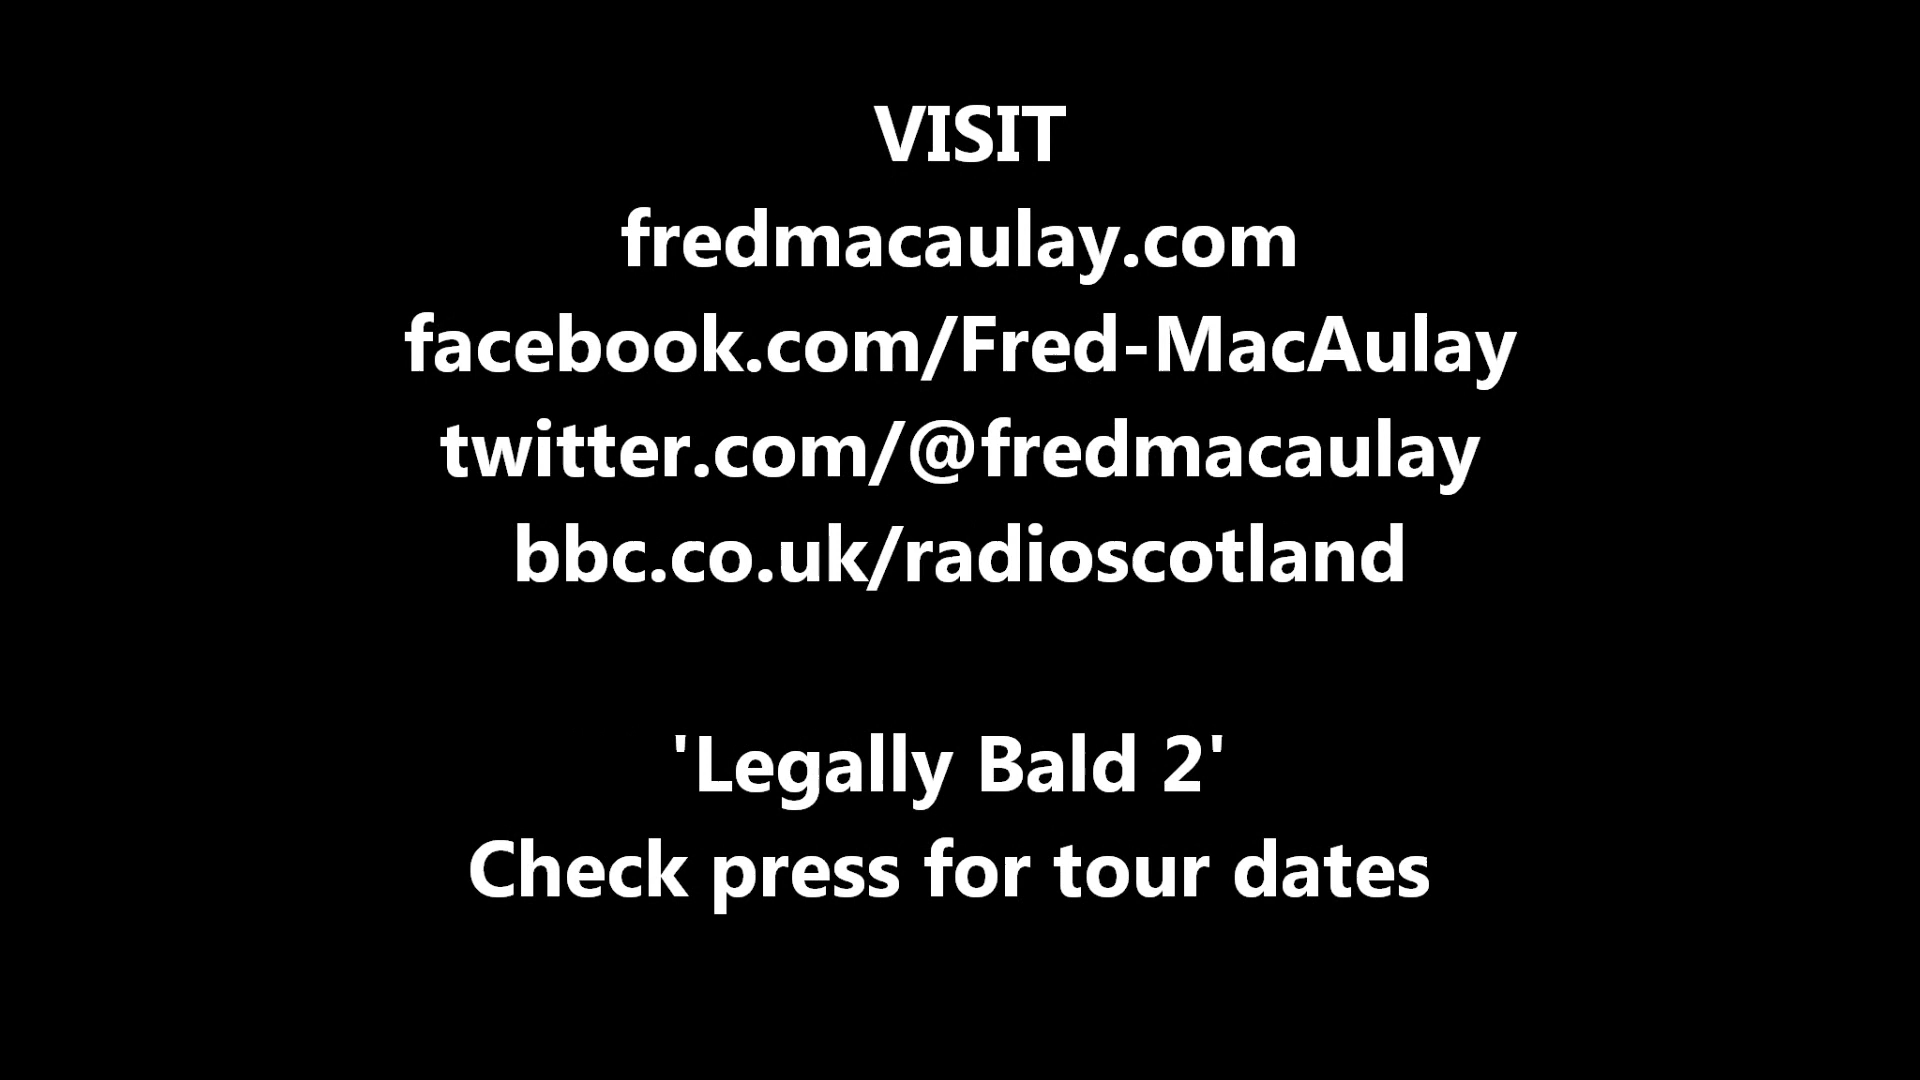 VISIT
fredmacaulay.com
facebook.com/Fred-MacAulay
twitter.com/@fredmacaulay
bbc.co.uk/radioscotland
'Legally Bald 2'
Check press for tour dates